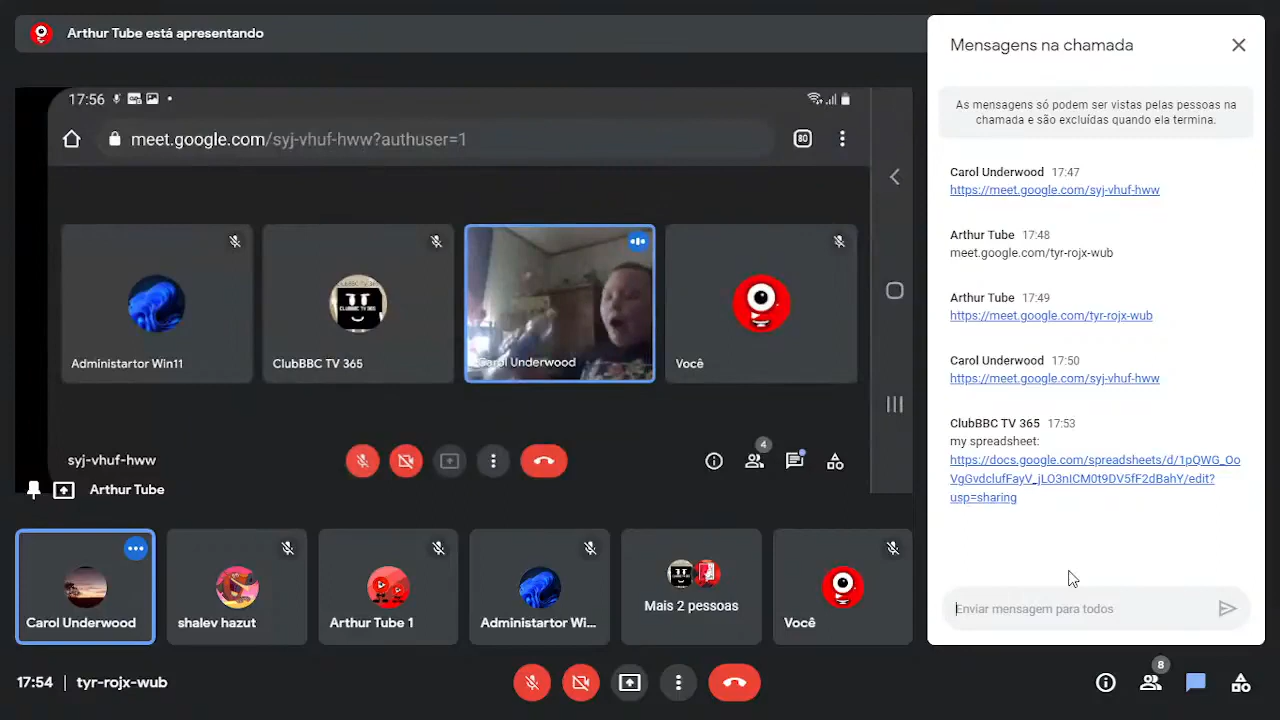 Arthur Tube está apresentando
17:56
meet.google.com/syj-vhuf-hww?authuser=1
80
Administartor Win11
ClubBBC TV 365
Carol Underwood
Você
syj-vhuf-hww
4
Arthur Tube
Carol Underwood
shalev hazut
Arthur Tube 1
Administartor Wi...
Mais 2 pessoas
Você
17:54 | tyr-rojx-wub
8
Mensagens na chamada
As mensagens só podem ser vistas pelas pessoas na
chamada e são excluídas quando ela termina.
Carol Underwood 17:47
https://meet.google.com/syj-vhuf-hww
Arthur Tube 17:48
meet.google.com/tyr-rojx-wub
Arthur Tube 17:49
https://meet.google.com/tyr-rojx-wub
Carol Underwood 17:50
https://meet.google.com/syj-vhuf-hww
ClubBBC TV 365 17:53
my spreadsheet:
https://docs.google.com/spreadsheets/d/1pQWG_Oo
VgGvdclufFayV_jLO3nICM0t9DV5fF2dBahY/edit?
usp=sharing
Enviar mensagem para todos